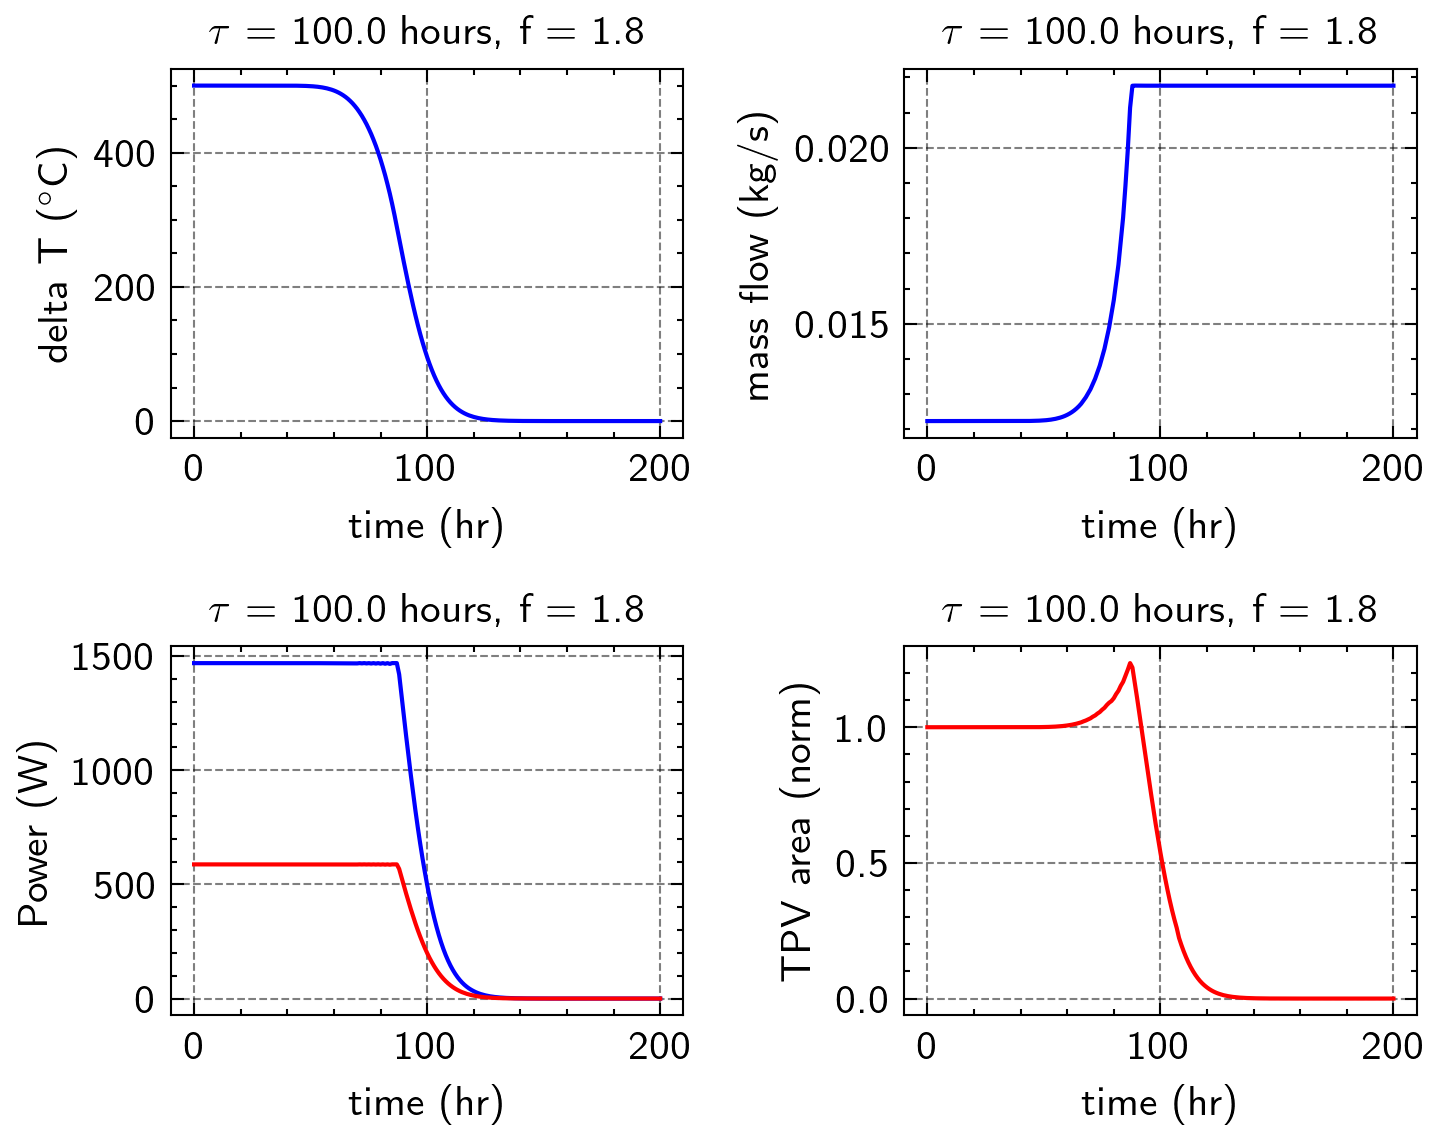 τ = 100.0 hours, f = 1.8
delta T (°C)
400
200
0
0 100 200
time (hr)
τ = 100.0 hours, f = 1.8
mass flow (kg/s)
0.020
0.015
0 100 200
time (hr)
τ = 100.0 hours, f = 1.8
Power (W)
1500
1000
500
0
0 100 200
time (hr)
τ = 100.0 hours, f = 1.8
TPV area (norm)
1.0
0.5
0.0
0 100 200
time (hr)